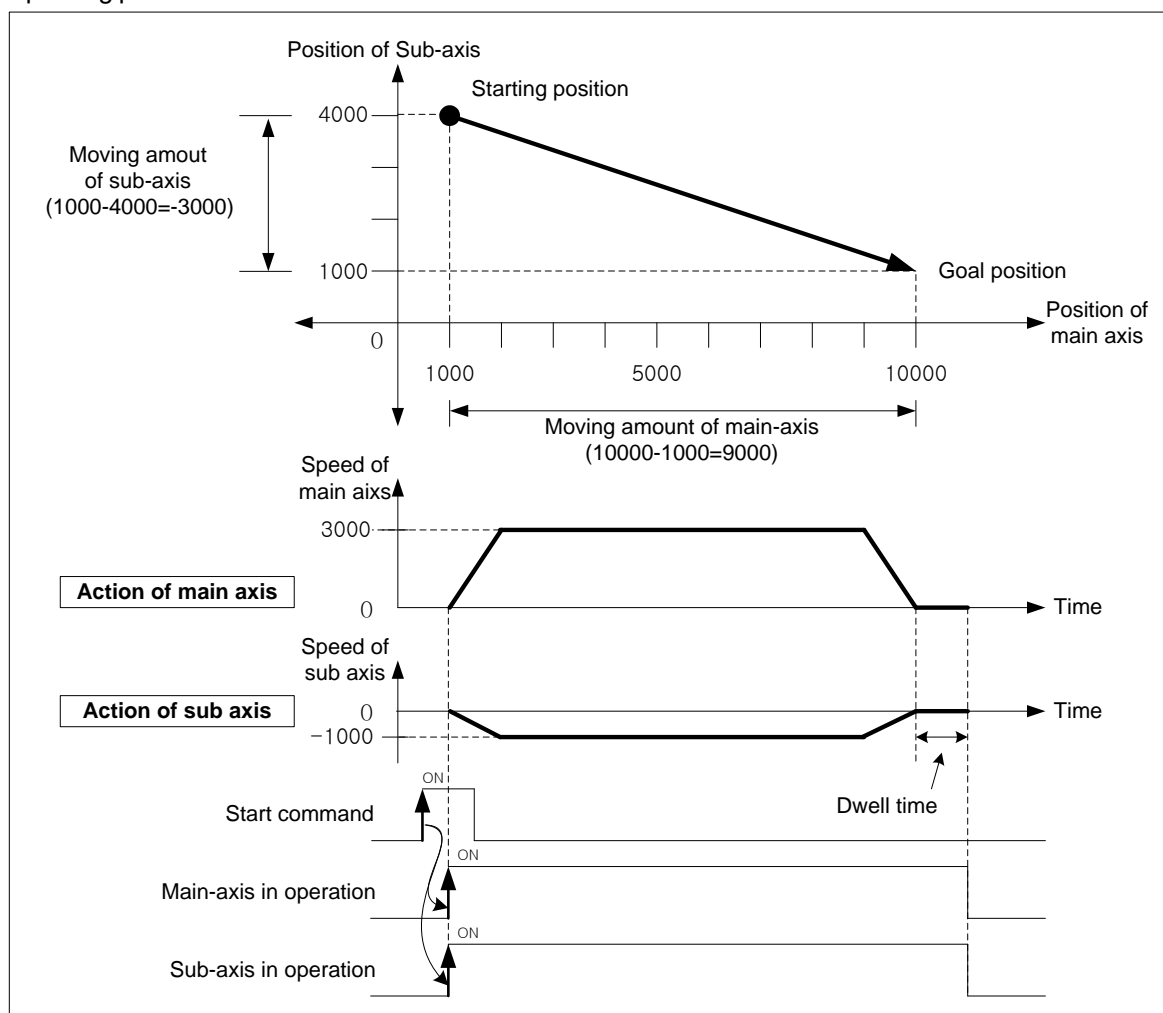 Position of Sub-axis
Starting position
4000
Moving amout
of sub-axis
(1000-4000=-3000)
1000
Goal position
Position of
main axis
0
1000
5000
10000
Moving amount of main-axis
(10000-1000=9000)
Speed of
main aixs
3000
Action of main axis
0
Time
Speed of
sub axis
Action of sub axis
0
Time
-1000
ON
Dwell time
Start command
ON
Main-axis in operation
ON
Sub-axis in operation